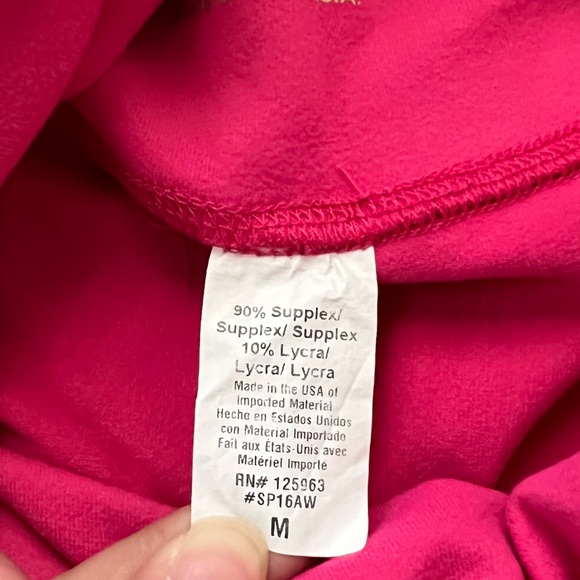 90% Supplex/
Supplex/ Supplex
10% Lycra/
Lycra/ Lycra
Made in the USA of
Imported Material
Hecho en Estados Unidos
con Material Importado
Fait aux États-Unis avec
Matériel Importé
RN# 125963
#SP16AW
M